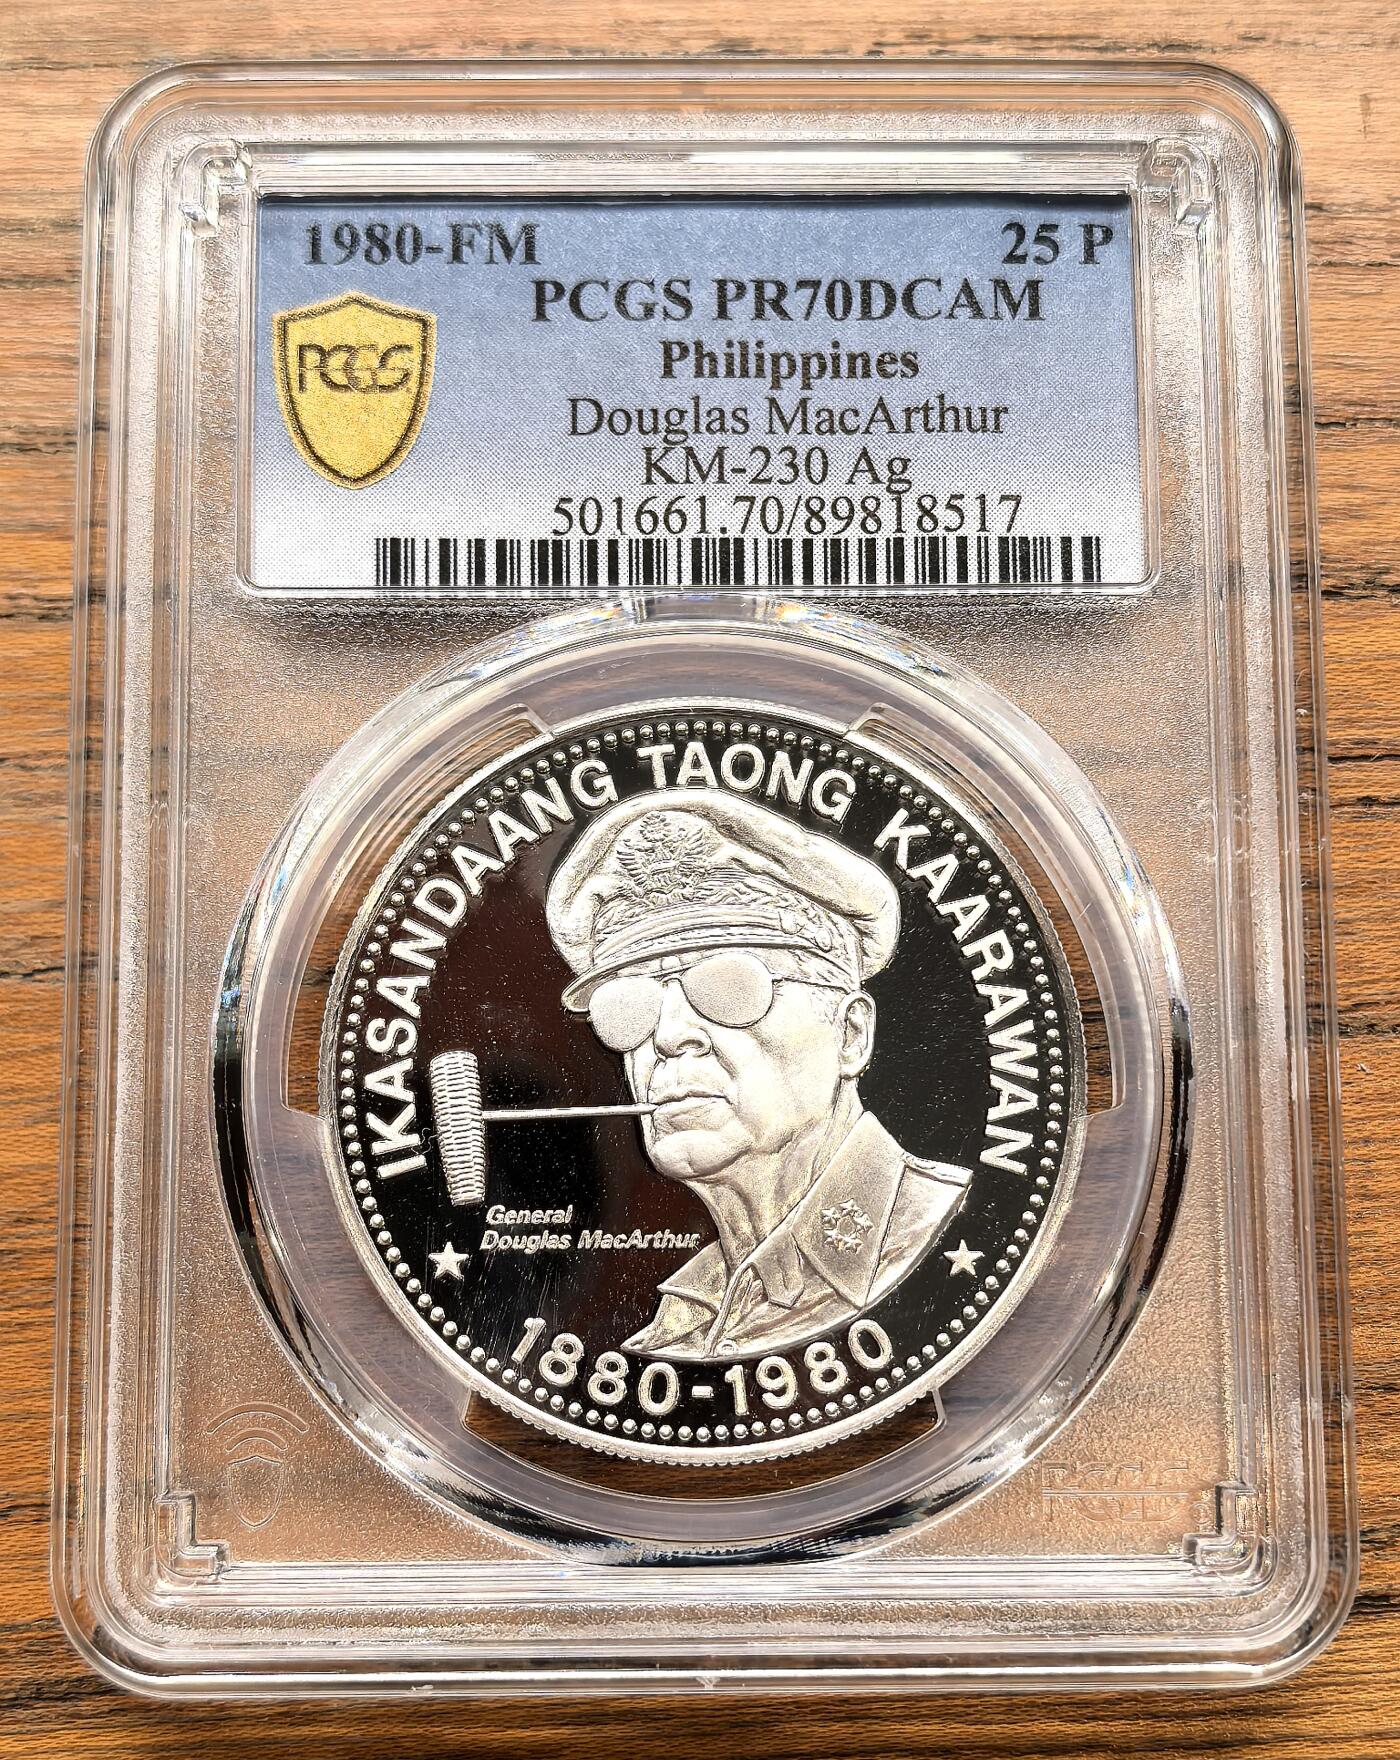 1980-FM 25 P
PCGS PR70DCAM
PCGS
Philippines
Douglas MacArthur
KM-230 Ag
501661.70/89818517
IKASANDAANG TAONG KAARAWAN
General
Douglas MacArthur
1880-1980
PCGS